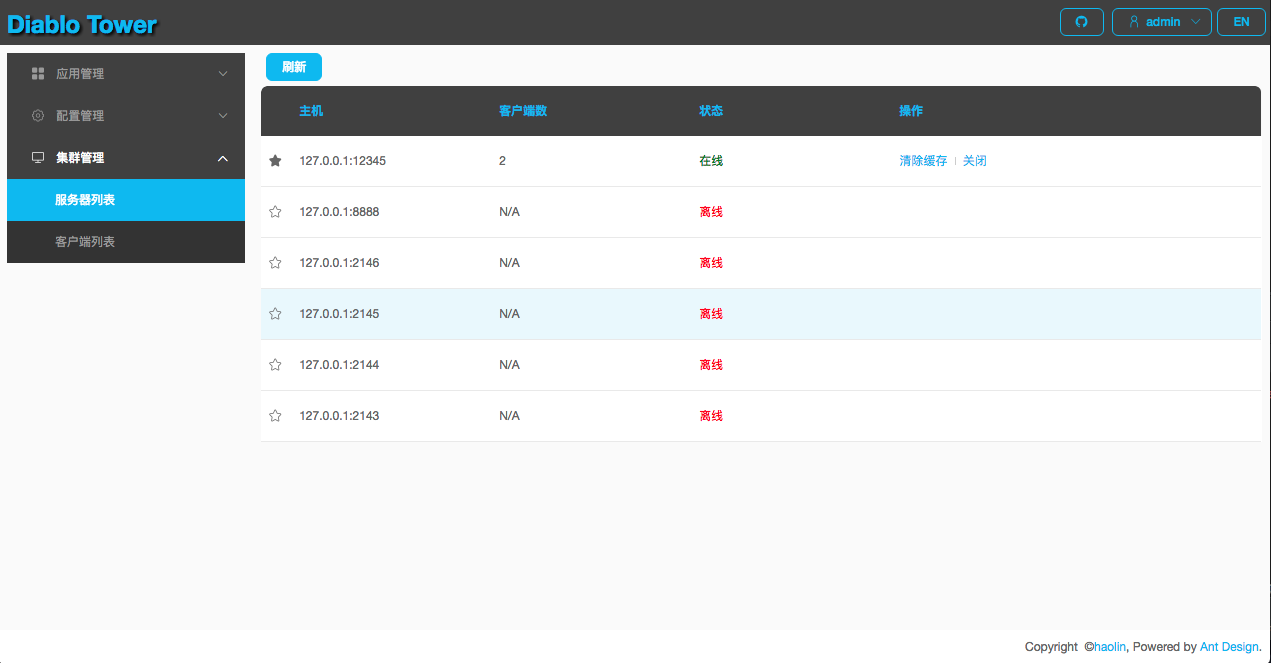 Diablo Tower
admin
EN
应用管理
配置管理
集群管理
服务器列表
客户端列表
刷新
主机 客户端数 状态 操作
127.0.0.1:12345 2 在线 清除缓存 | 关闭
127.0.0.1:8888 N/A 离线
127.0.0.1:2146 N/A 离线
127.0.0.1:2145 N/A 离线
127.0.0.1:2144 N/A 离线
127.0.0.1:2143 N/A 离线
Copyright ©haolin, Powered by Ant Design.